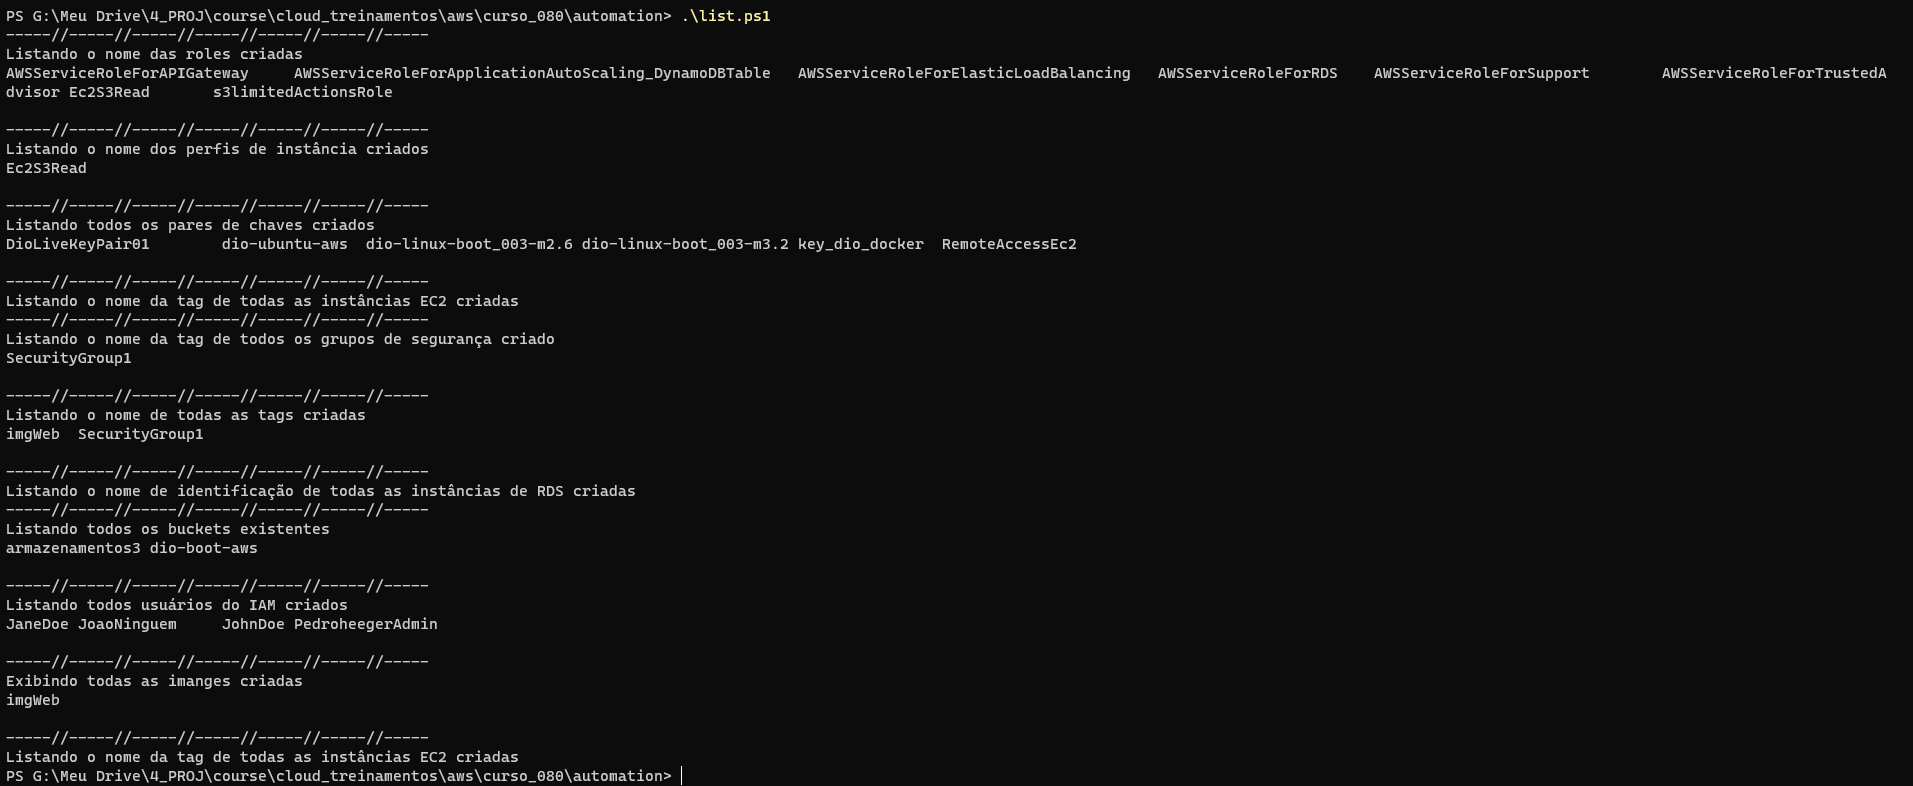 PS G:\Meu Drive\4_PROJ\course\cloud_treinamentos\aws\curso_080\automation> .\list.ps1
-----//-----//-----//-----//-----//-----//-----
Listando o nome das roles criadas
AWSServiceRoleForAPIGateway     AWSServiceRoleForApplicationAutoScaling_DynamoDBTable   AWSServiceRoleForElasticLoadBalancing   AWSServiceRoleForRDS    AWSServiceRoleForSupport        AWSServiceRoleForTrustedA
dvisor Ec2S3Read       s3limitedActionsRole

-----//-----//-----//-----//-----//-----//-----
Listando o nome dos perfis de instância criados
Ec2S3Read

-----//-----//-----//-----//-----//-----//-----
Listando todos os pares de chaves criados
DioLiveKeyPair01        dio-ubuntu-aws  dio-linux-boot_003-m2.6 dio-linux-boot_003-m3.2 key_dio_docker  RemoteAccessEc2

-----//-----//-----//-----//-----//-----//-----
Listando o nome da tag de todas as instâncias EC2 criadas
-----//-----//-----//-----//-----//-----//-----
Listando o nome da tag de todos os grupos de segurança criado
SecurityGroup1

-----//-----//-----//-----//-----//-----//-----
Listando o nome de todas as tags criadas
imgWeb  SecurityGroup1

-----//-----//-----//-----//-----//-----//-----
Listando o nome de identificação de todas as instâncias de RDS criadas
-----//-----//-----//-----//-----//-----//-----
Listando todos os buckets existentes
armazenamentos3 dio-boot-aws

-----//-----//-----//-----//-----//-----//-----
Listando todos usuários do IAM criados
JaneDoe JoaoNinguem     JohnDoe PedroheegerAdmin

-----//-----//-----//-----//-----//-----//-----
Exibindo todas as imanges criadas
imgWeb

-----//-----//-----//-----//-----//-----//-----
Listando o nome da tag de todas as instâncias EC2 criadas
PS G:\Meu Drive\4_PROJ\course\cloud_treinamentos\aws\curso_080\automation>